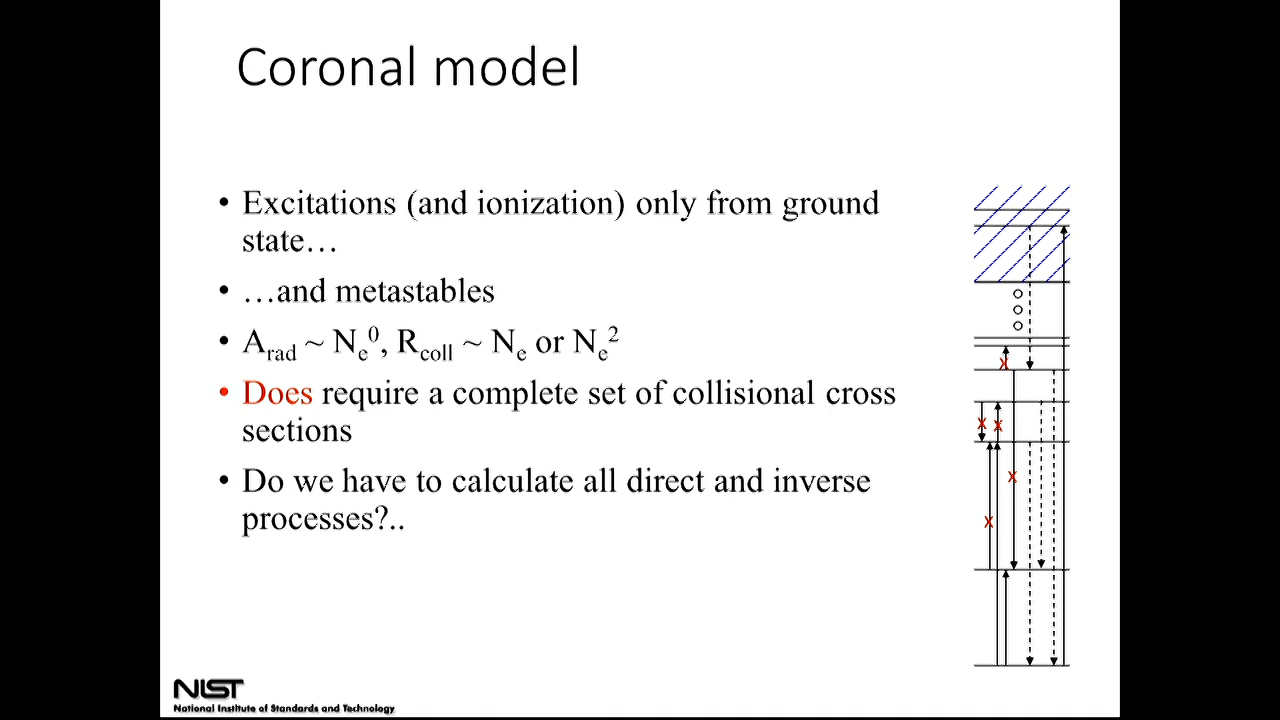 Coronal model
• Excitations (and ionization) only from ground
state…
• …and metastables
• A_rad ~ N_e^0, R_coll ~ N_e or N_e^2
• Does require a complete set of collisional cross
sections
• Do we have to calculate all direct and inverse
processes?..
x
x x
x
x
NIST
National Institute of Standards and Technology